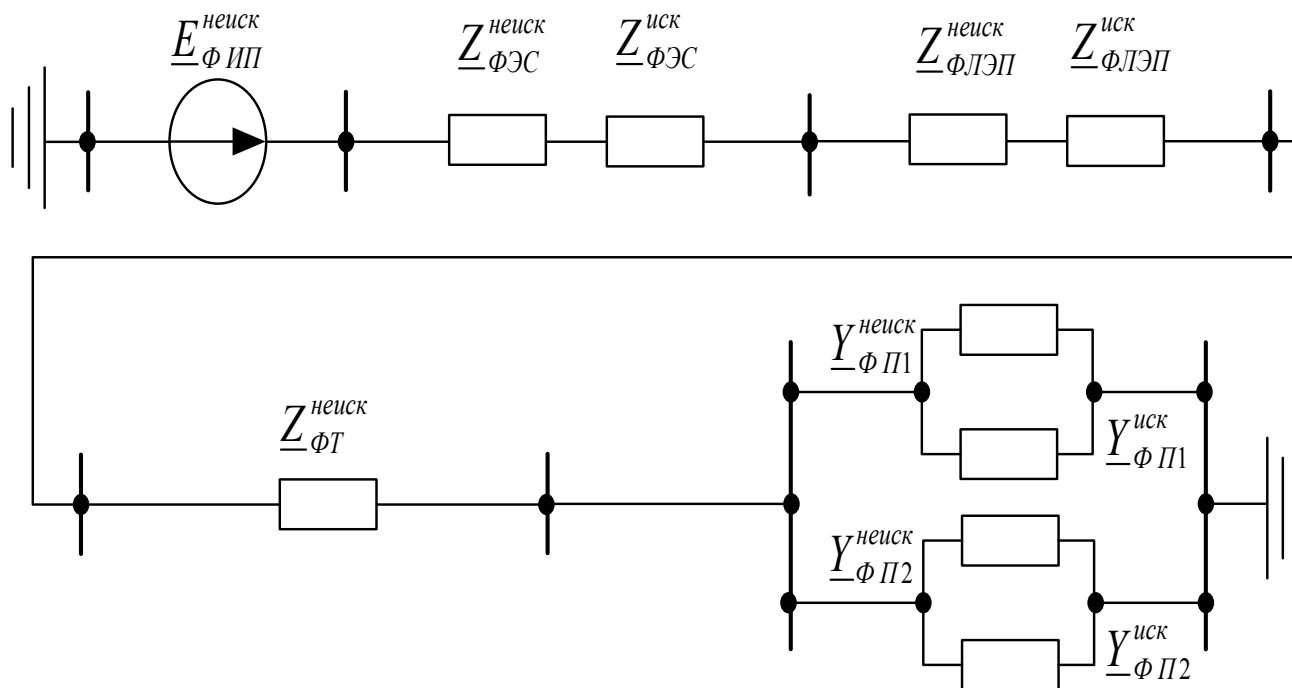 E неиск Ф ИП
Z неиск ФЭС
Z иск ФЭС
Z неиск ФЛЭП
Z иск ФЛЭП
Z неиск ФТ
Y неиск Ф П1
Y иск Ф П1
Y неиск Ф П2
Y иск Ф П2